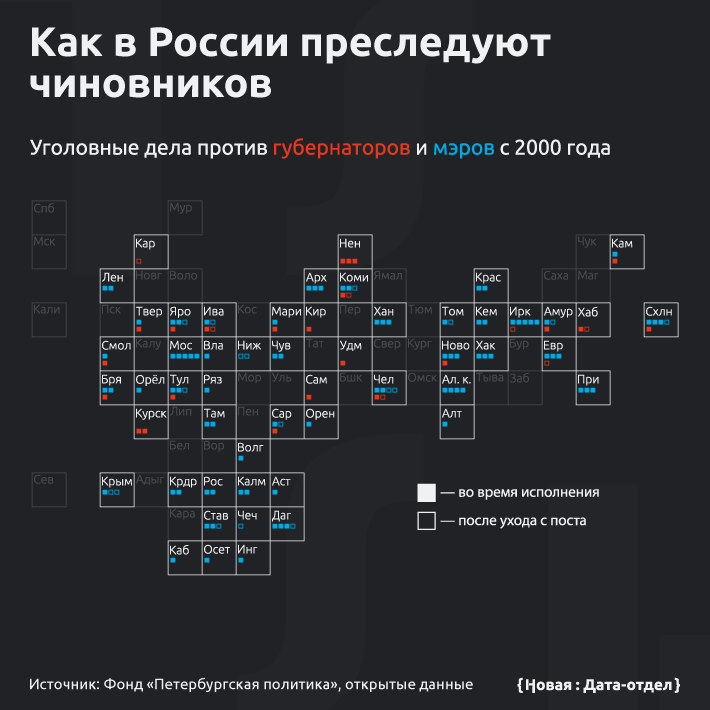 Как в России преследуют
чиновников
Уголовные дела против губернаторов и мэров с 2000 года
Спб Мур
Мск Кар Нен Чук Кам
Лен Новг Воло Арх Коми Ямал Крас Саха Маг
Кали Пск Твер Яро Ива Кос Мари Кир Пер Хан Тюм Том Кем Ирк Амур Хаб Схлн
Смол Калу Мос Вла Ниж Чув Тат Удм Свер Кург Ново Хак Бур Евр
Бря Орёл Тул Ряз Мор Уль Сам Бшк Чел Омск Ал. к. Тыва Заб При
Курск Лип Там Пен Сар Орен Алт
Бел Вор Волг
Сев Крым Адыг Крдр Рос Калм Аст
— во время исполнения
Кара Став Чеч Даг
— после ухода с поста
Каб Осет Инг
Источник: Фонд «Петербургская политика», открытые данные
{Новая : Дата-отдел}